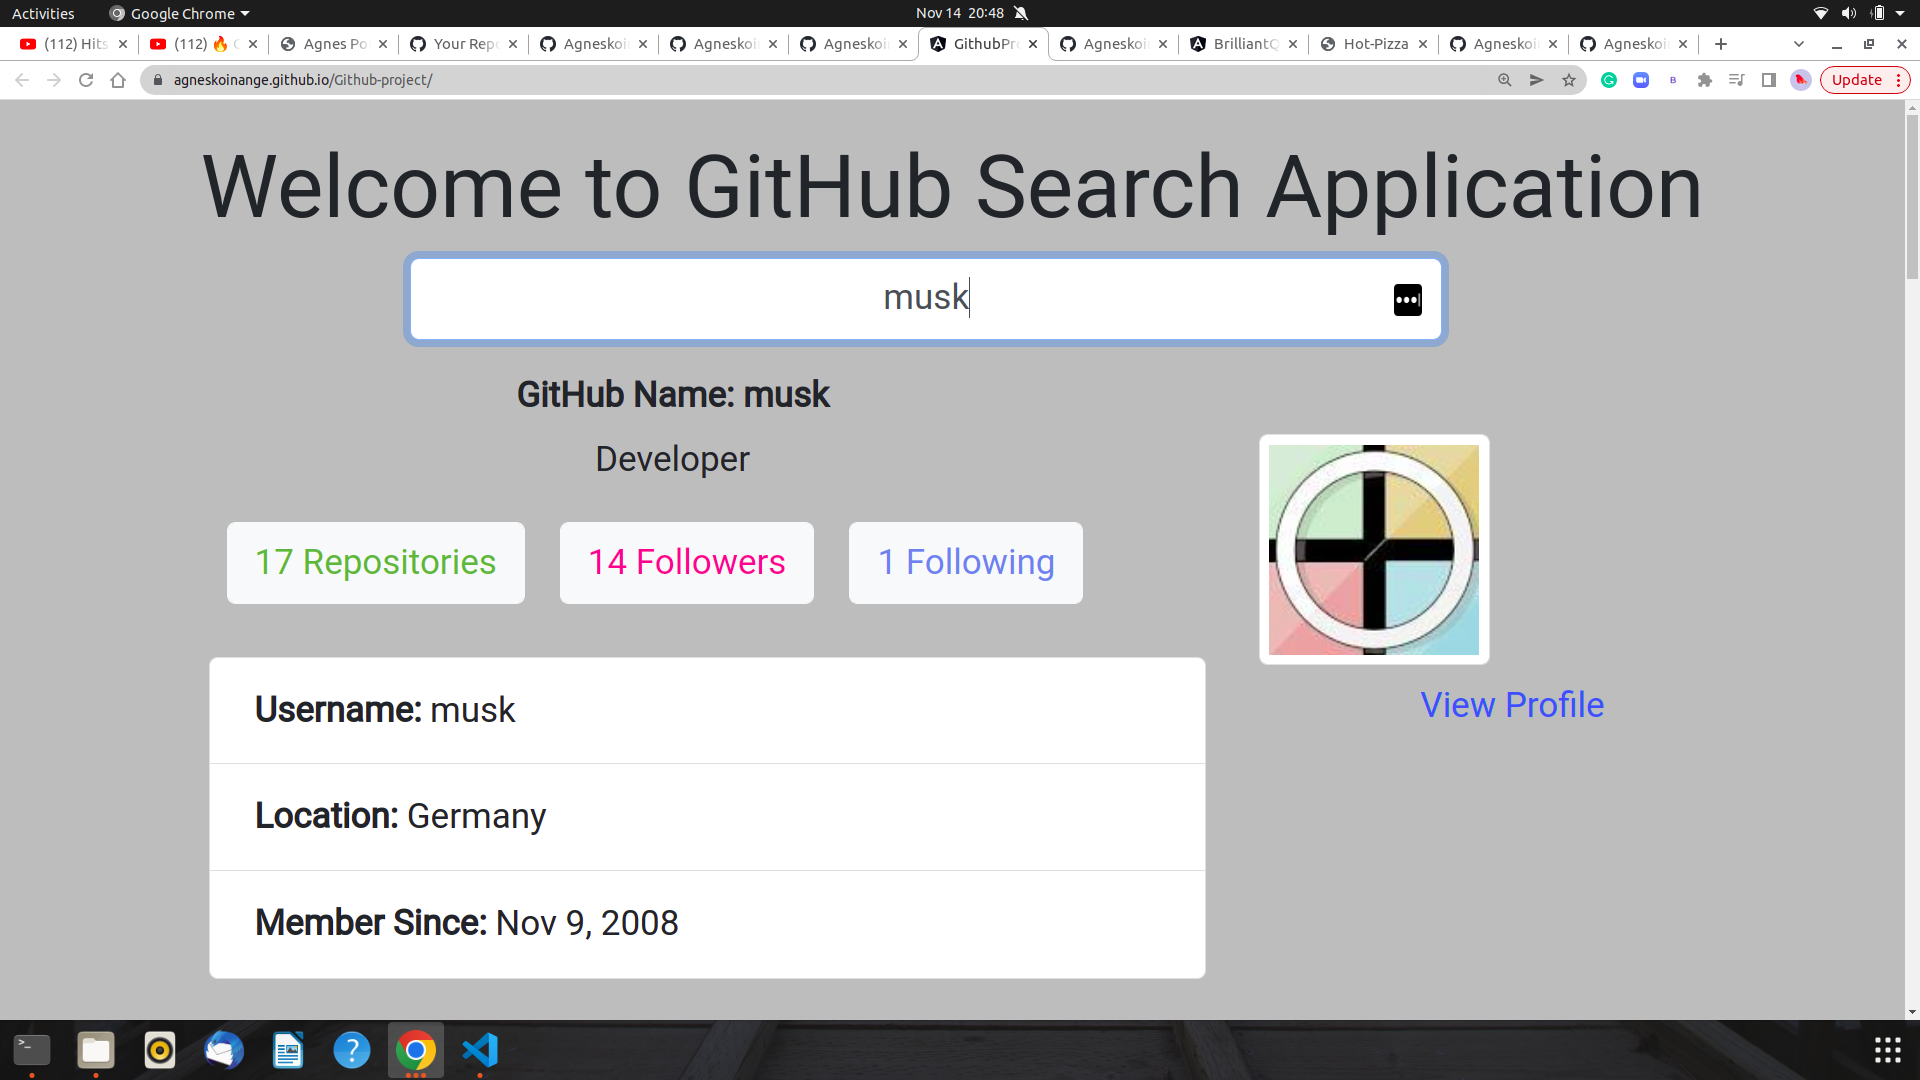 Activities
Google Chrome
Nov 14 20:48
(112) Hits
(112) 🔥
Agnes Po
Your Rep
Agneskoi
Agneskoi
Agneskoi
GithubPr
Agneskoi
BrilliantQ
Hot-Pizza
Agneskoi
Agneskoi
agneskoinange.github.io/Github-project/
Update
Welcome to GitHub Search Application
musk
GitHub Name: musk
Developer
17 Repositories
14 Followers
1 Following
Username: musk
View Profile
Location: Germany
Member Since: Nov 9, 2008